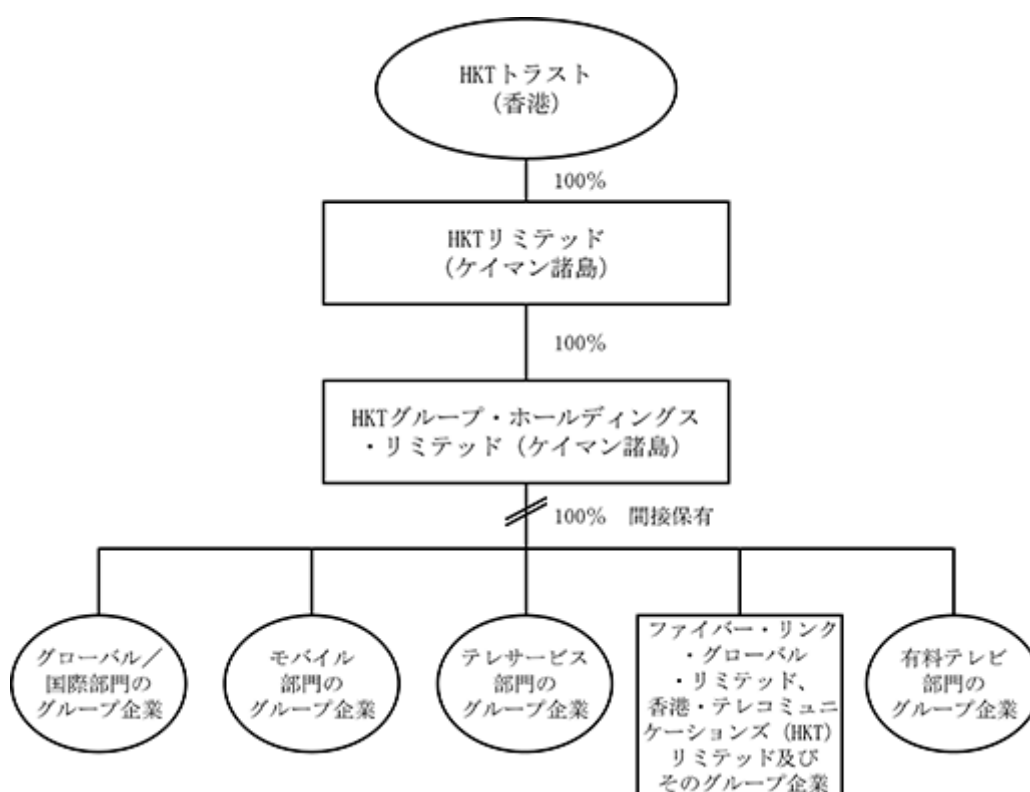 HKTトラスト
(香港)
100%
HKTリミテッド
(ケイマン諸島)
100%
HKTグループ・ホールディングス
・リミテッド(ケイマン諸島)
100% 間接保有
グローバル/
国際部門の
グループ企業
モバイル
部門の
グループ企業
テレサービス
部門の
グループ企業
ファイバー・リンク
・グローバル
・リミテッド、
香港・テレコミュニ
ケーションズ(HKT)
リミテッド及び
そのグループ企業
有料テレビ
部門の
グループ企業